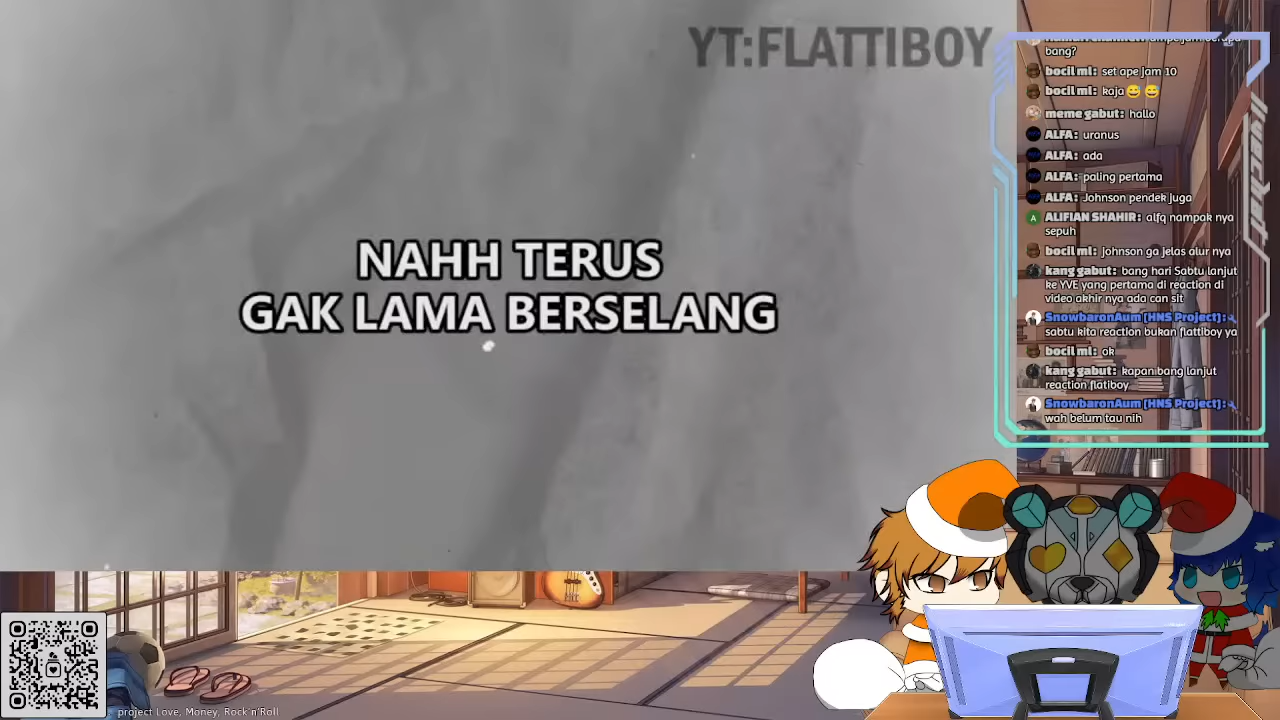 YT:FLATTIBOY
NAHH TERUS
GAK LAMA BERSELANG
bang?
bocil ml: set ape jam 10
bocil ml: kaja😅 😅
meme gabut: hallo
ALFA: uranus
ALFA: ada
ALFA: paling pertama
ALFA: Johnson pendek juga
A ALIFIAN SHAHIR: alfq nampak nya
sepuh
bocil ml: johnson ga jelas alur nya
kang gabut: bang hari Sabtu lanjut
ke YVE yang pertama di reaction di
video akhir nya ada can sit
SnowbaronAum [HNS Project]:
sabtu kita reaction bukan flattiboy ya
bocil ml: ok
kang gabut: kapan bang lanjut
reaction flatiboy
SnowbaronAum [HNS Project]:
wah belum tau nih
livechat
project Love, Money, Rock'n'Roll